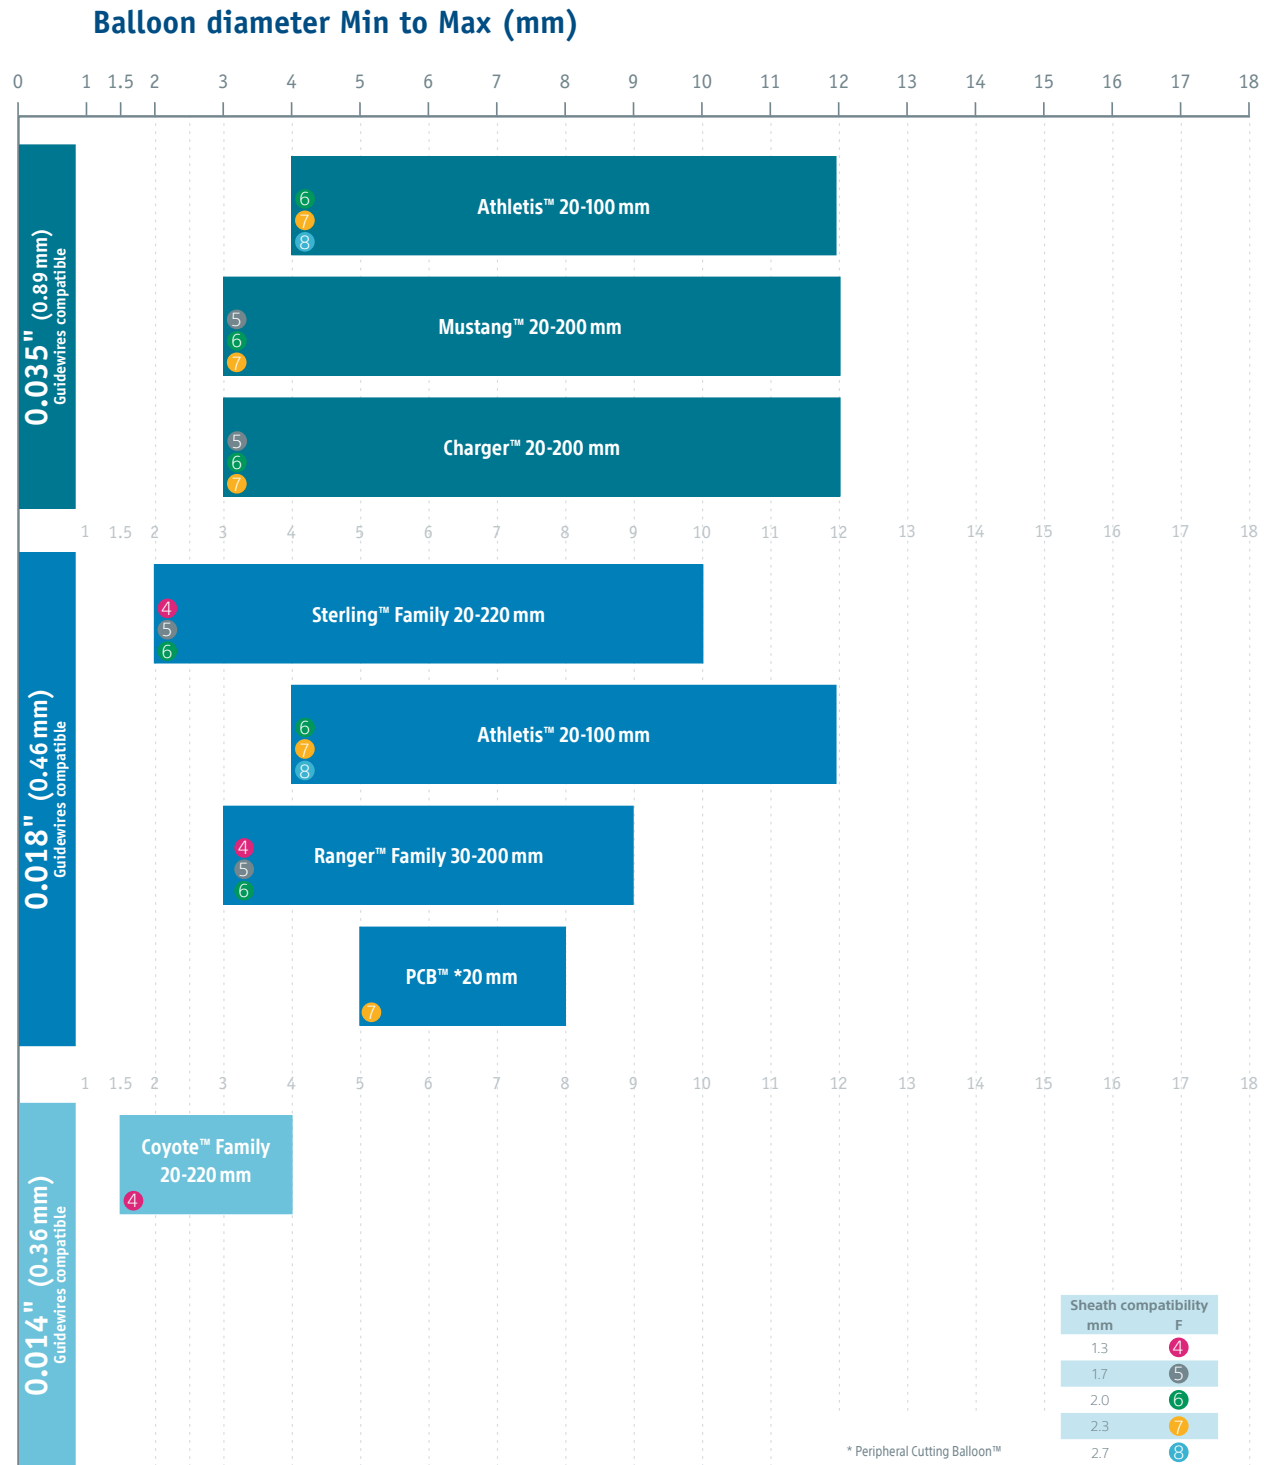 Balloon diameter Min to Max (mm)
0 1 1.5 2 3 4 5 6 7 8 9 10 11 12 13 14 15 16 17 18
0.035" (0.89 mm)
Guidewires compatible
6
7
8
Athletis™ 20-100 mm
5
6
7
Mustang™ 20-200 mm
5
6
7
Charger™ 20-200 mm
1 1.5 2 3 4 5 6 7 8 9 10 11 12 13 14 15 16 17 18
0.018" (0.46 mm)
Guidewires compatible
4
5
6
Sterling™ Family 20-220 mm
6
7
8
Athletis™ 20-100 mm
4
5
6
Ranger™ Family 30-200 mm
PCB™ *20 mm
7
1 1.5 2 3 4 5 6 7 8 9 10 11 12 13 14 15 16 17 18
0.014" (0.36 mm)
Guidewires compatible
Coyote™ Family
20-220 mm
4
Sheath compatibility
mm F
1.3 4
1.7 5
2.0 6
2.3 7
2.7 8
* Peripheral Cutting Balloon™